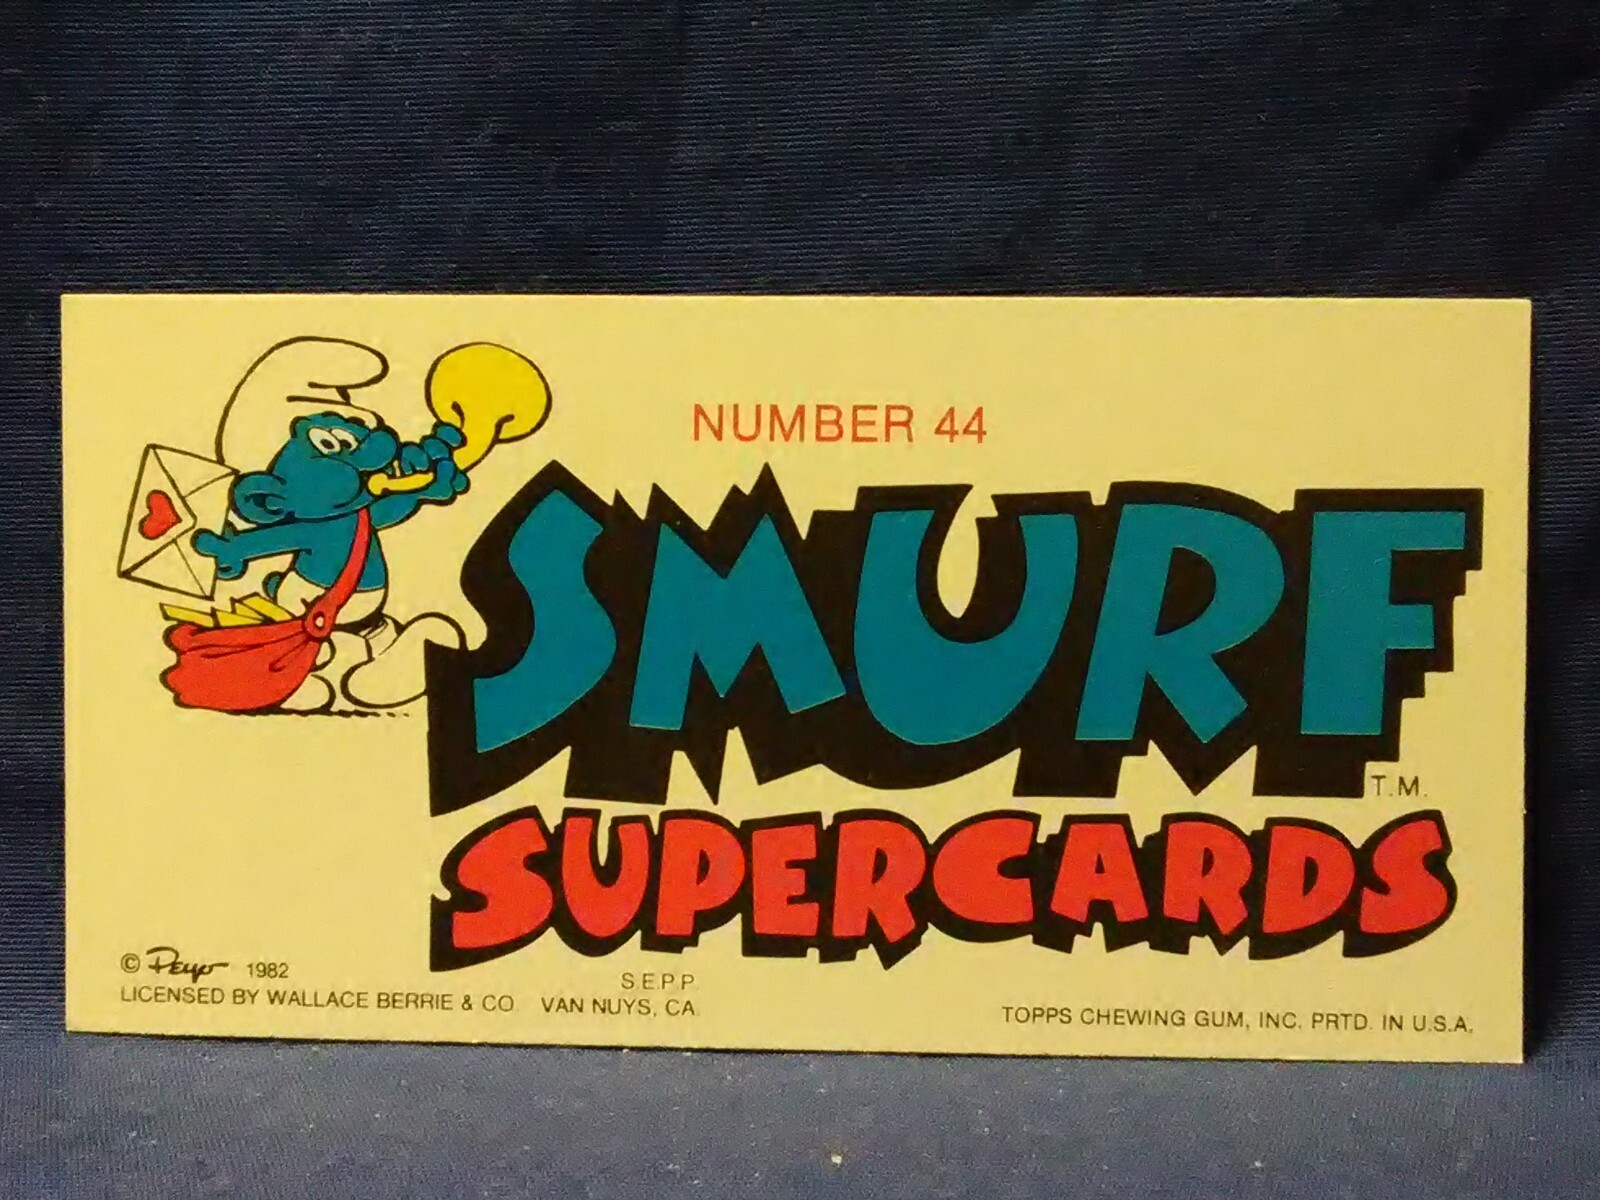 NUMBER 44
SMURF
T.M.
SUPERCARDS
© Peyo 1982
S.E.P.P.
LICENSED BY WALLACE BERRIE & CO. VAN NUYS, CA.
TOPPS CHEWING GUM, INC. PRTD. IN U.S.A.